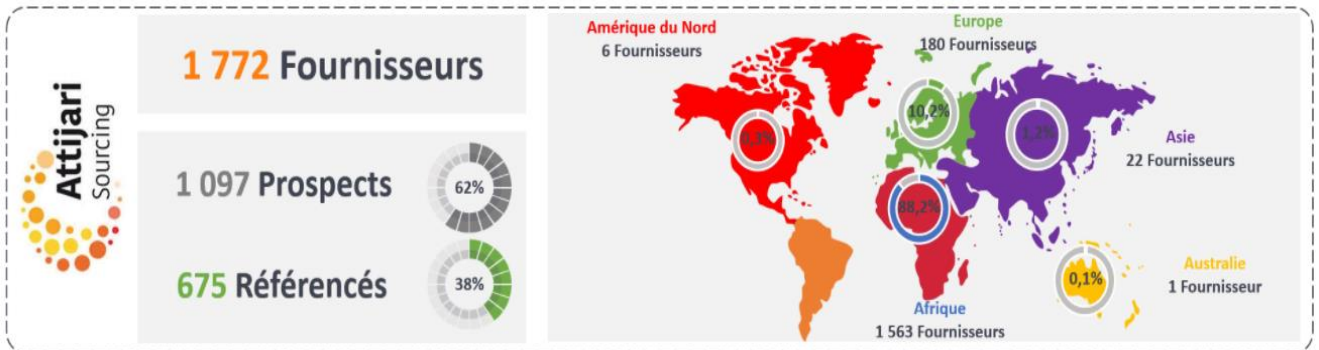 Attijari
Sourcing
1 772 Fournisseurs
1 097 Prospects
62%
675 Référencés
38%
Amérique du Nord
6 Fournisseurs
0,3%
Europe
180 Fournisseurs
10,2%
1,2%
Asie
22 Fournisseurs
88,2%
Afrique
1 563 Fournisseurs
0,1%
Australie
1 Fournisseur